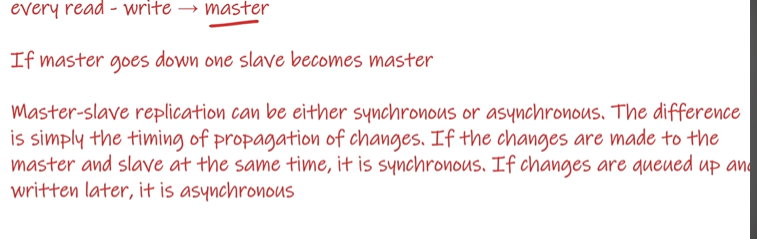 every read - write → master
If master goes down one slave becomes master
Master-slave replication can be either synchronous or asynchronous. The difference
is simply the timing of propagation of changes. If the changes are made to the
master and slave at the same time, it is synchronous. If changes are queued up and
written later, it is asynchronous